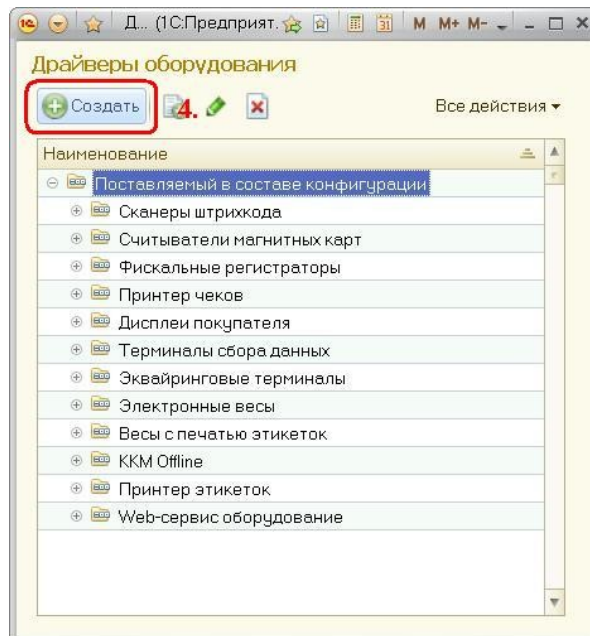 Д... (1С:Предприят. 31 M M+ M-
Драйверы оборудования
Создать 4. Все действия
Наименование
Поставляемый в составе конфигурации
Сканеры штрихкода
Считыватели магнитных карт
Фискальные регистраторы
Принтер чеков
Дисплеи покупателя
Терминалы сбора данных
Эквайринговые терминалы
Электронные весы
Весы с печатью этикеток
ККМ Offline
Принтер этикеток
Web-сервис оборудование